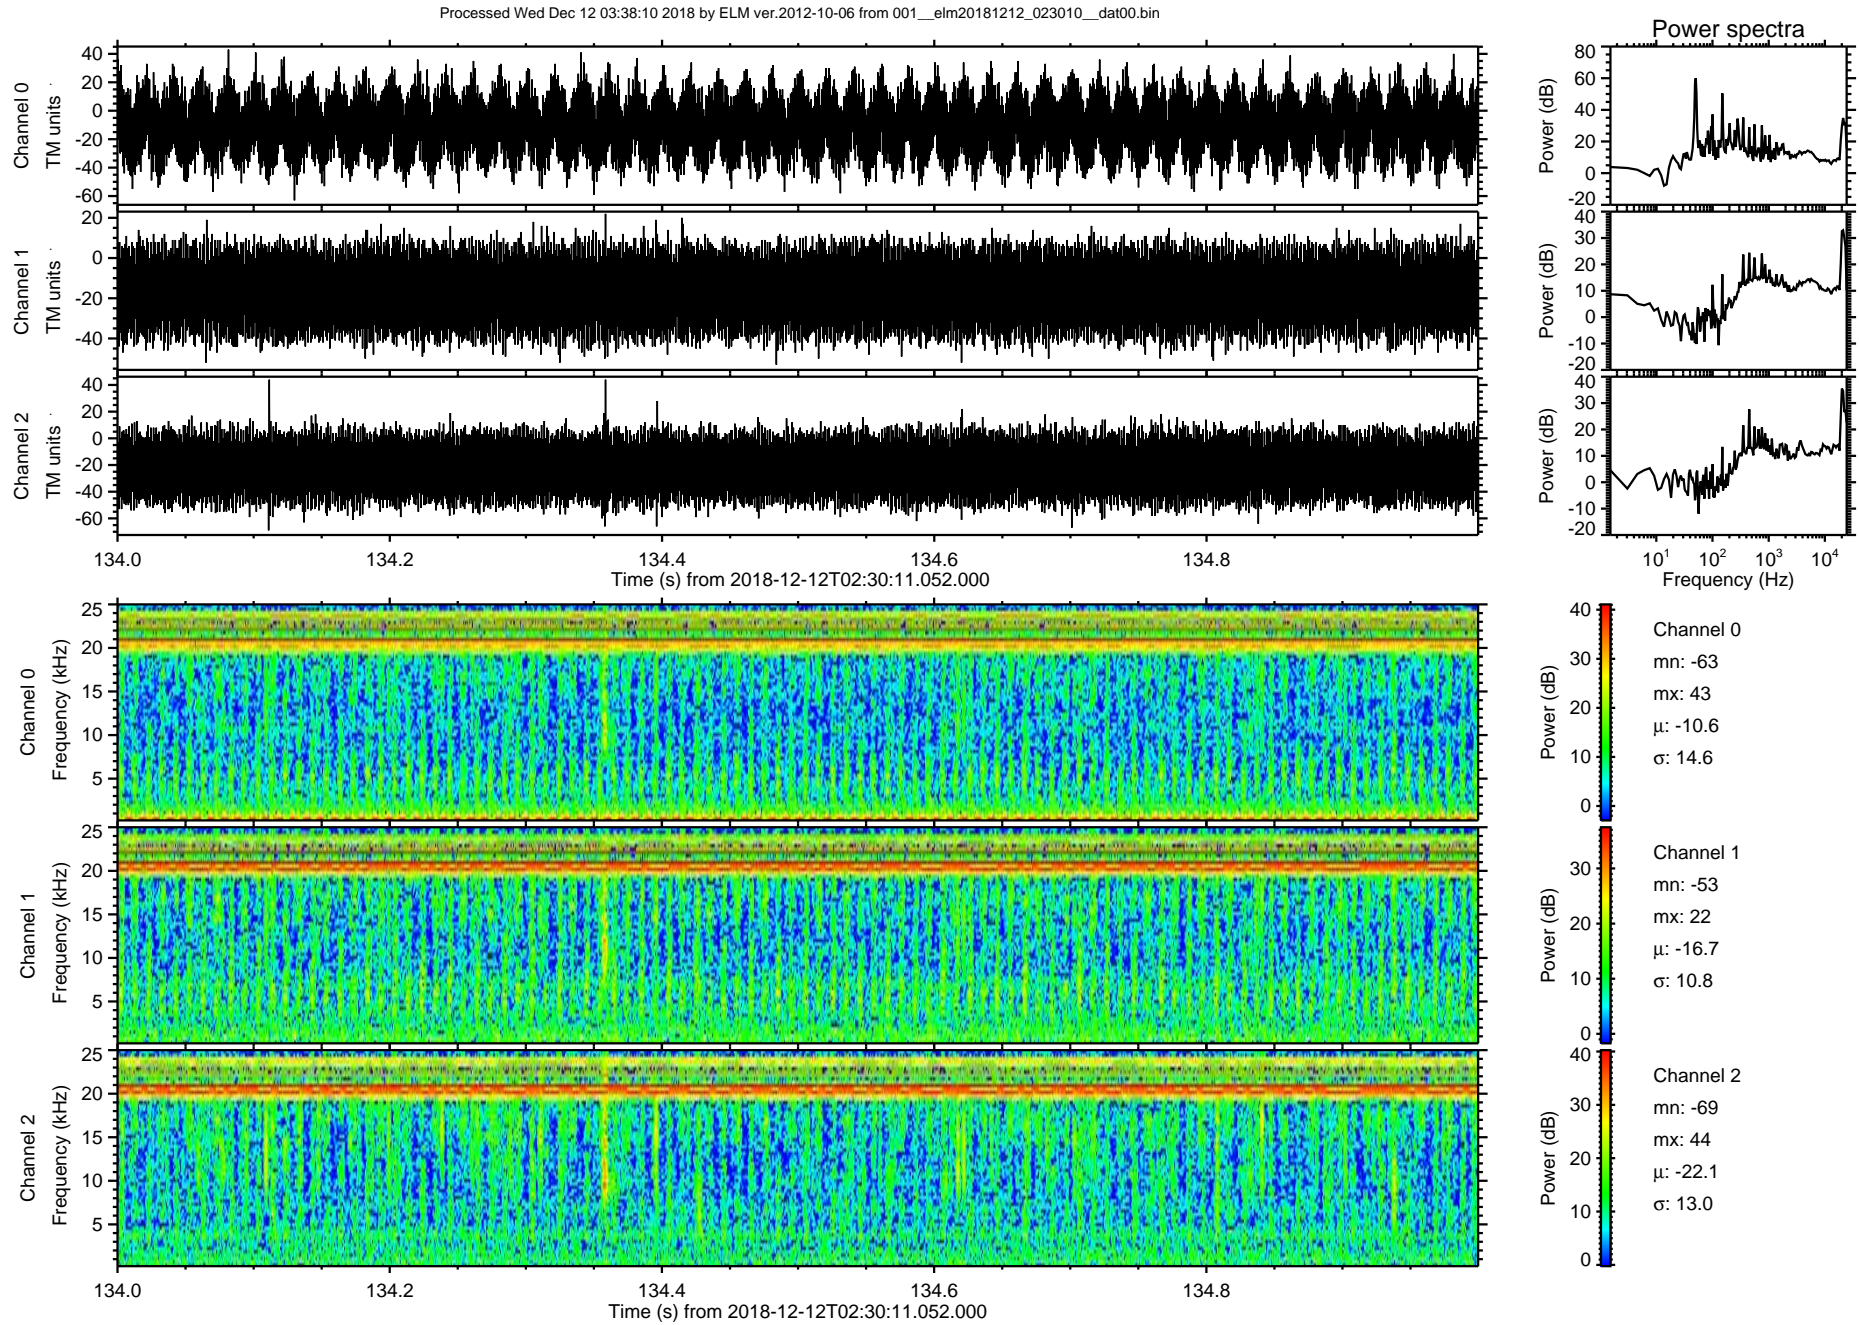 Processed Wed Dec 12 03:38:10 2018 by ELM ver.2012-10-06 from 001__elm20181212_023010__dat00.bin
Power spectra
Channel 0
TM units
40
20
0
-20
-40
-60
Power (dB)
80
60
40
20
0
-20
Channel 1
TM units
20
0
-20
-40
Power (dB)
40
30
20
10
0
-10
-20
Channel 2
TM units
40
20
0
-20
-40
-60
Power (dB)
40
30
20
10
0
-10
-20
134.0 134.2 134.4 134.6 134.8
Time (s) from 2018-12-12T02:30:11.052.000
10¹ 10² 10³ 10⁴
Frequency (Hz)
Channel 0
Frequency (kHz)
25
20
15
10
5
Power (dB)
40
30
20
10
0
Channel 0
mn: -63
mx: 43
μ: -10.6
σ: 14.6
Channel 1
Frequency (kHz)
25
20
15
10
5
Power (dB)
30
20
10
0
Channel 1
mn: -53
mx: 22
μ: -16.7
σ: 10.8
Channel 2
Frequency (kHz)
25
20
15
10
5
Power (dB)
40
30
20
10
0
Channel 2
mn: -69
mx: 44
μ: -22.1
σ: 13.0
134.0 134.2 134.4 134.6 134.8
Time (s) from 2018-12-12T02:30:11.052.000